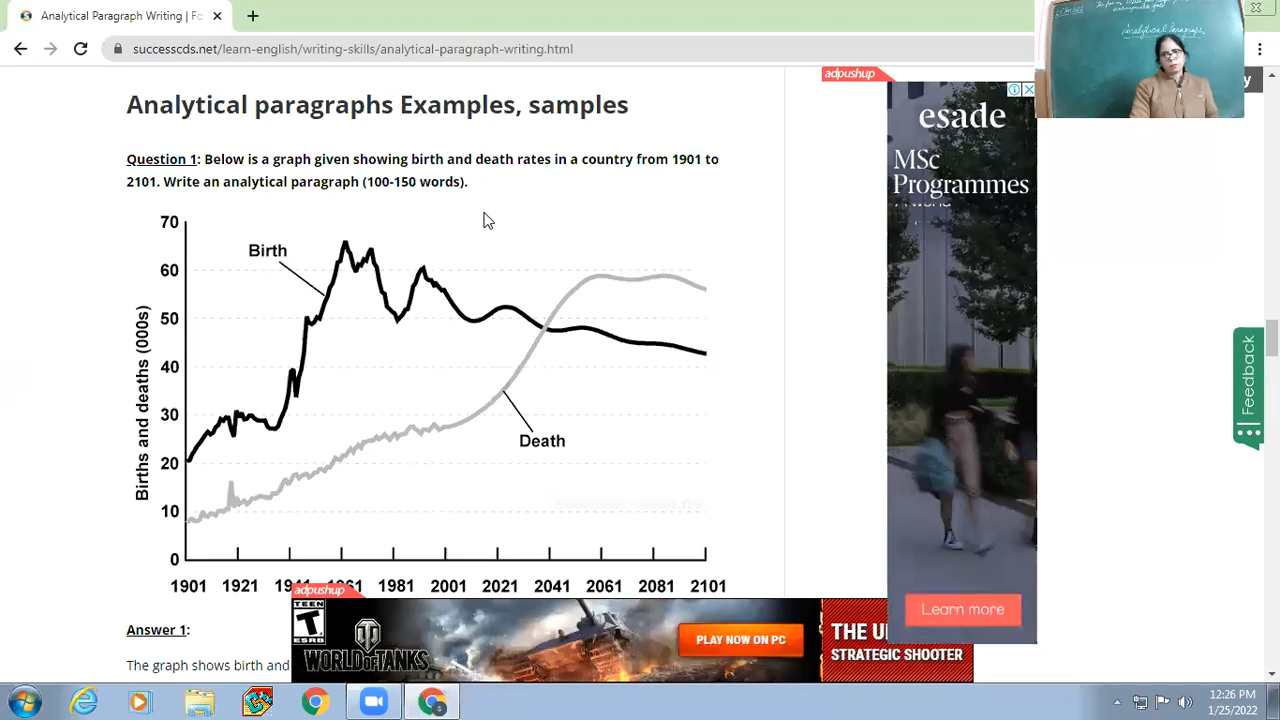 Analytical Paragraph Writing | Fo
successcds.net/learn-english/writing-skills/analytical-paragraph-writing.html
Analytical Paragraph
adpushup
Analytical paragraphs Examples, samples
Question 1: Below is a graph given showing birth and death rates in a country from 1901 to
2101. Write an analytical paragraph (100-150 words).
esade
MSc
Programmes
70
60
50
40
30
20
10
0
Births and deaths (000s)
Birth
Death
1901 1921 1941 1961 1981 2001 2021 2041 2061 2081 2101
Feedback
Learn more
adpushup
Answer 1:
The graph shows birth and
TEEN
T
ESRB
WORLD OF TANKS
PLAY NOW ON PC
THE U
STRATEGIC SHOOTER
12:26 PM
1/25/2022